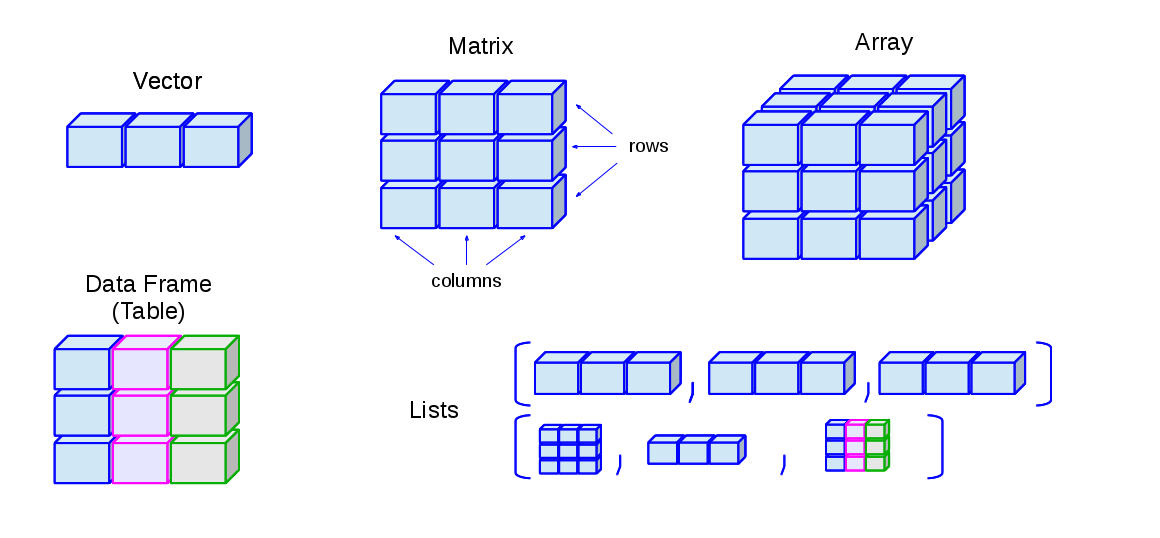 Vector
Matrix
Array
rows
columns
Data Frame
(Table)
Lists